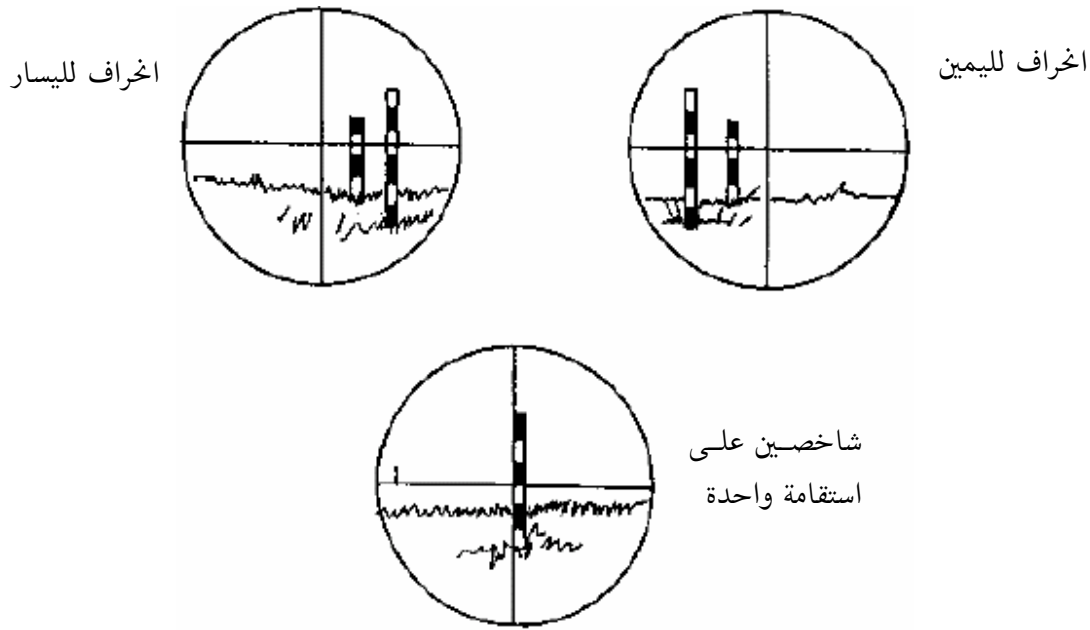 انحراف لليمين
انحراف لليسار
شاخصين على
استقامة واحدة